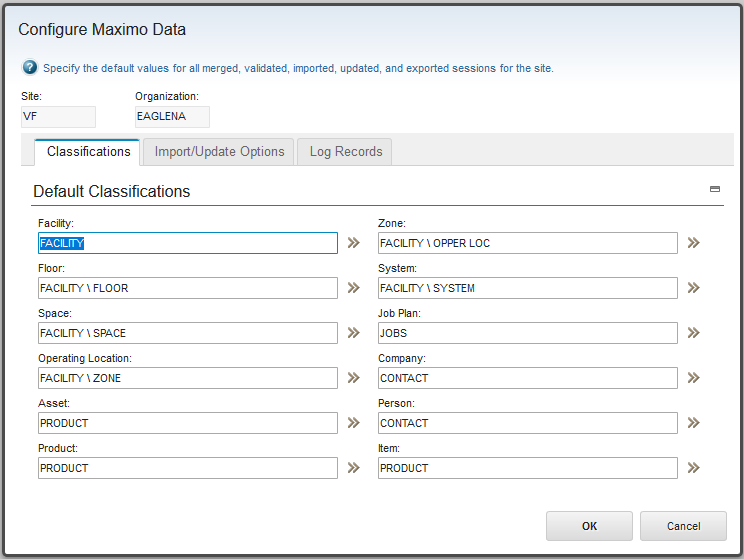 Configure Maximo Data
? Specify the default values for all merged, validated, imported, updated, and exported sessions for the site.
Site: Organization:
VF EAGLENA
Classifications Import/Update Options Log Records
Default Classifications
Facility: Zone:
FACILITY FACILITY \ OPPER LOC
Floor: System:
FACILITY \ FLOOR FACILITY \ SYSTEM
Space: Job Plan:
FACILITY \ SPACE JOBS
Operating Location: Company:
FACILITY \ ZONE CONTACT
Asset: Person:
PRODUCT CONTACT
Product: Item:
PRODUCT PRODUCT
OK Cancel